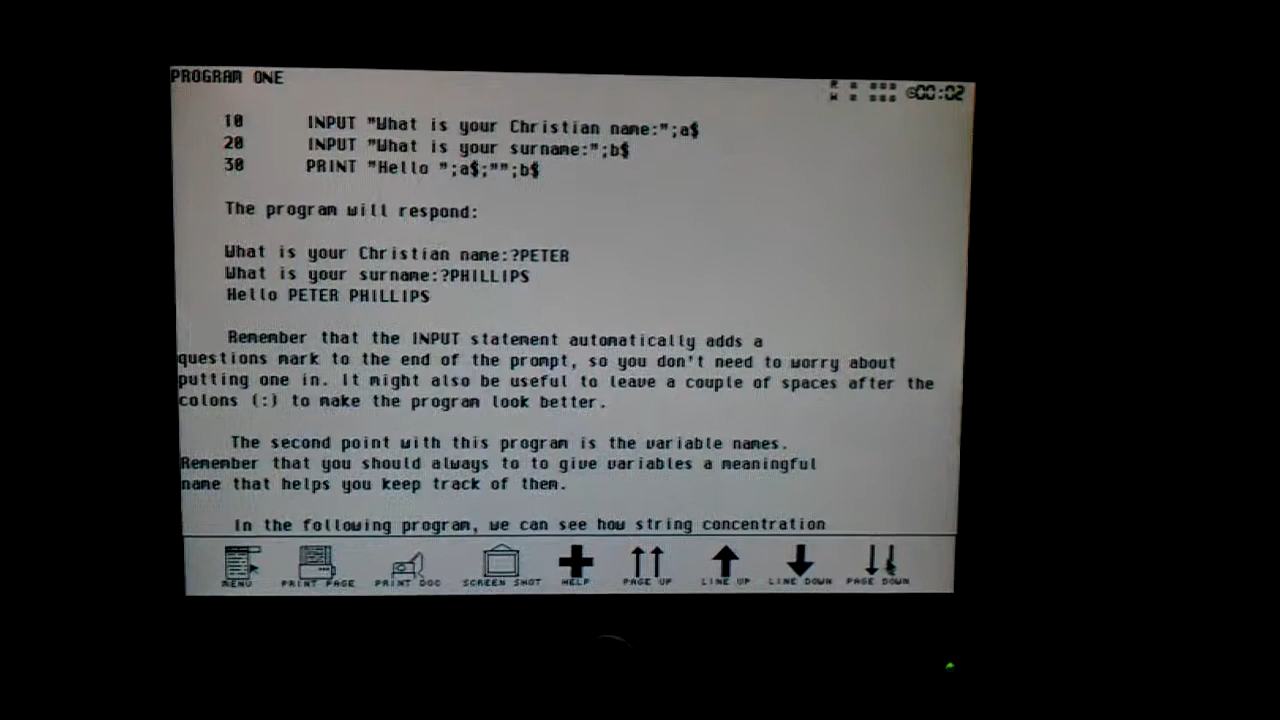 PROGRAM ONE
00:02
10 INPUT "What is your Christian name:";a$
20 INPUT "What is your surname:";b$
30 PRINT "Hello ";a$;"";b$
The program will respond:
What is your Christian name:?PETER
What is your surname:?PHILLIPS
Hello PETER PHILLIPS
Remember that the INPUT statement automatically adds a
questions mark to the end of the prompt, so you don't need to worry about
putting one in. It might also be useful to leave a couple of spaces after the
colons (:) to make the program look better.
The second point with this program is the variable names.
Remember that you should always to to give variables a meaningful
name that helps you keep track of them.
In the following program, we can see how string concentration
MENU PRINT PAGE PRINT DOC SCREEN SHOT HELP PAGE UP LINE UP LINE DOWN PAGE DOWN